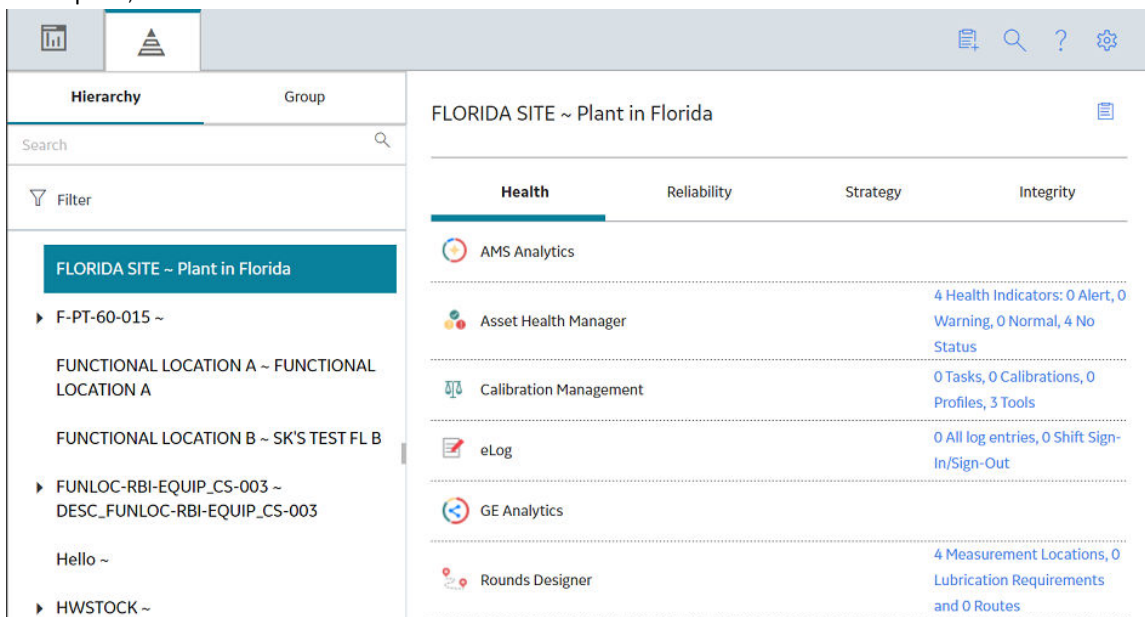 Hierarchy
Group
Search
Filter
FLORIDA SITE ~ Plant in Florida
F-PT-60-015 ~
FUNCTIONAL LOCATION A ~ FUNCTIONAL
LOCATION A
FUNCTIONAL LOCATION B ~ SK'S TEST FL B
FUNLOC-RBI-EQUIP_CS-003 ~
DESC_FUNLOC-RBI-EQUIP_CS-003
Hello ~
HWSTOCK ~
FLORIDA SITE ~ Plant in Florida
Health
Reliability
Strategy
Integrity
AMS Analytics
Asset Health Manager
4 Health Indicators: 0 Alert, 0
Warning, 0 Normal, 4 No
Status
Calibration Management
0 Tasks, 0 Calibrations, 0
Profiles, 3 Tools
eLog
0 All log entries, 0 Shift Sign-
In/Sign-Out
GE Analytics
Rounds Designer
4 Measurement Locations, 0
Lubrication Requirements
and 0 Routes